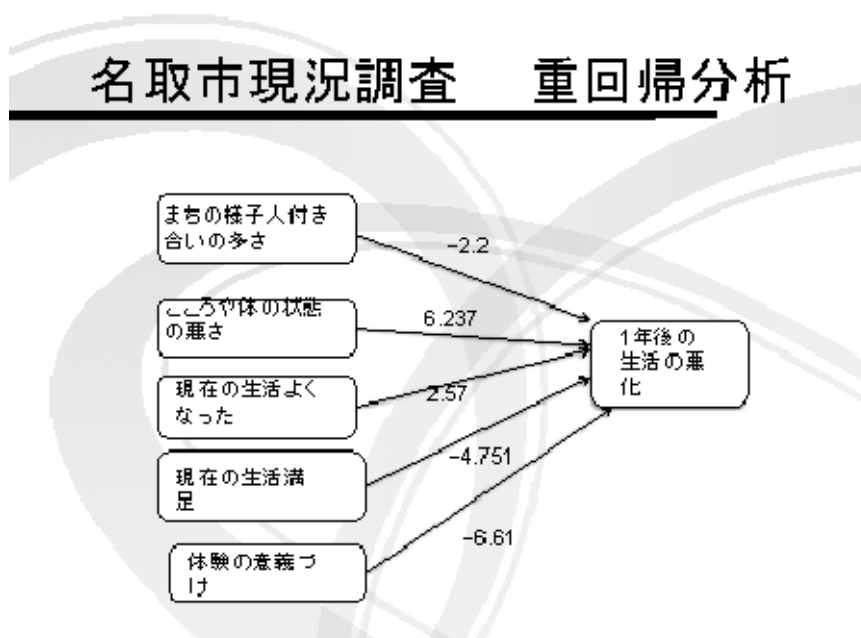 名取市現況調査　重回帰分析
まちの様子人付き
合いの多さ
-2.2
こころや体の状態
の悪さ
6.237
1年後の
生活の悪
化
現在の生活よく
なった
2.57
現在の生活満
足
-4.751
体験の意義づ
け
-6.61